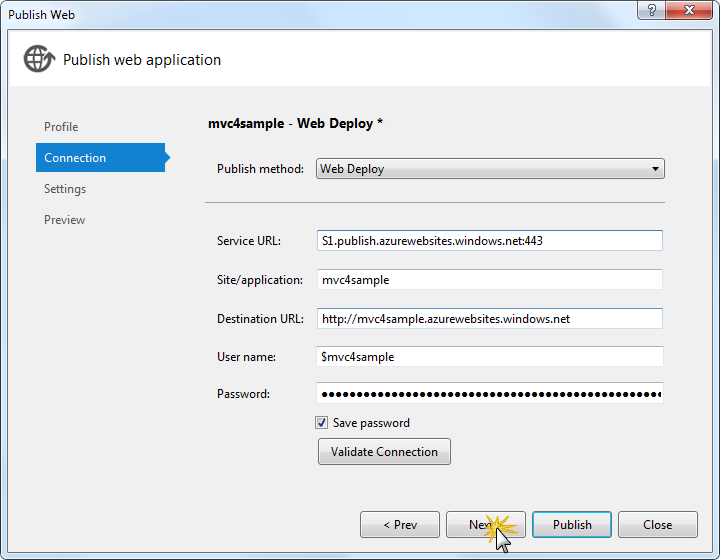 Publish Web
?
Publish web application
Profile
Connection
Settings
Preview
mvc4sample - Web Deploy *
Publish method: Web Deploy
Service URL: S1.publish.azurewebsites.windows.net:443
Site/application: mvc4sample
Destination URL: http://mvc4sample.azurewebsites.windows.net
User name: $mvc4sample
Password: ●●●●●●●●●●●●●●●●●●●●●●●●●●●●●●●●●●●●●●●●●●●●●●●●●
Save password
Validate Connection
< Prev Next Publish Close